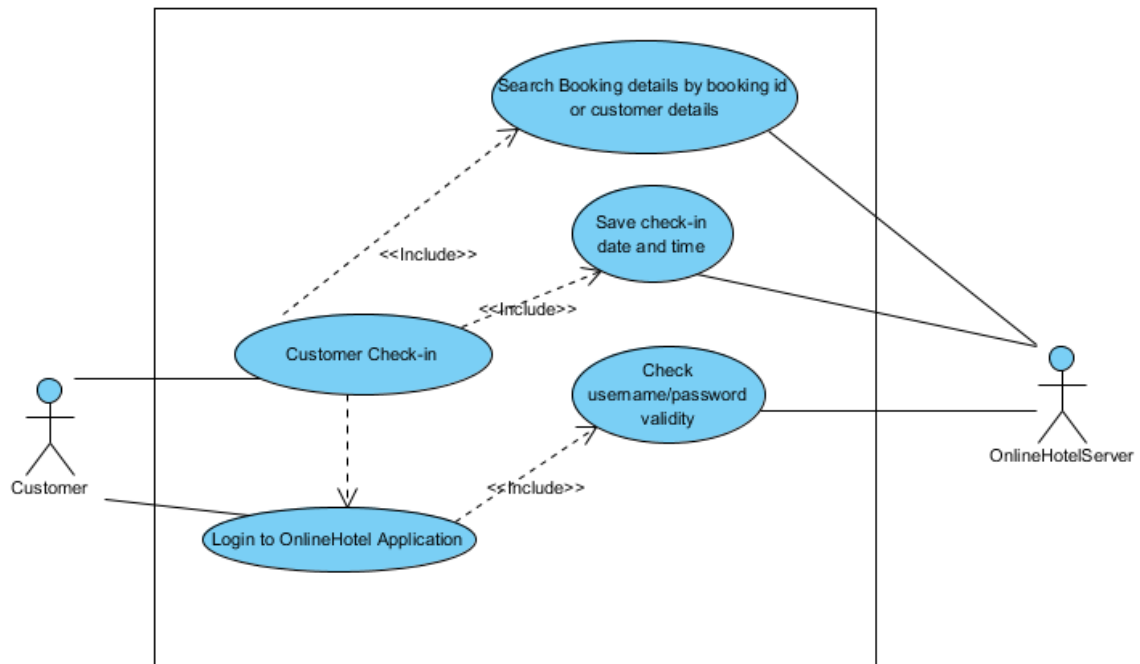 Search Booking details by booking id
or customer details
Save check-in
date and time
<<Include>>
<<Include>>
Customer Check-in
Check
username/password
validity
OnlineHotelServer
Customer
<<Include>>
Login to OnlineHotel Application